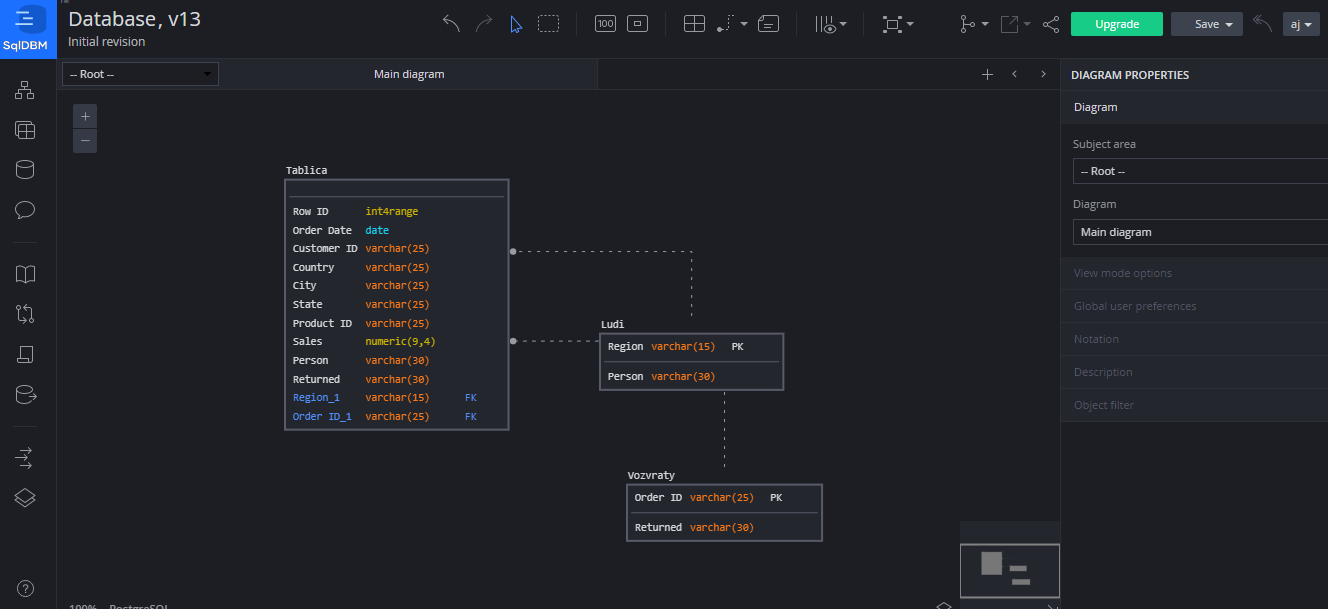 SqlDBM
Database, v13
Initial revision
100
Upgrade
Save
aj
-- Root --
Main diagram
+
−
Tablica
Row ID int4range
Order Date date
Customer ID varchar(25)
Country varchar(25)
City varchar(25)
State varchar(25)
Product ID varchar(25)
Sales numeric(9,4)
Person varchar(30)
Returned varchar(30)
Region_1 varchar(15) FK
Order ID_1 varchar(25) FK
Ludi
Region varchar(15) PK
Person varchar(30)
Vozvraty
Order ID varchar(25) PK
Returned varchar(30)
100% PostgreSQL
DIAGRAM PROPERTIES
Diagram
Subject area
-- Root --
Diagram
Main diagram
View mode options
Global user preferences
Notation
Description
Object filter